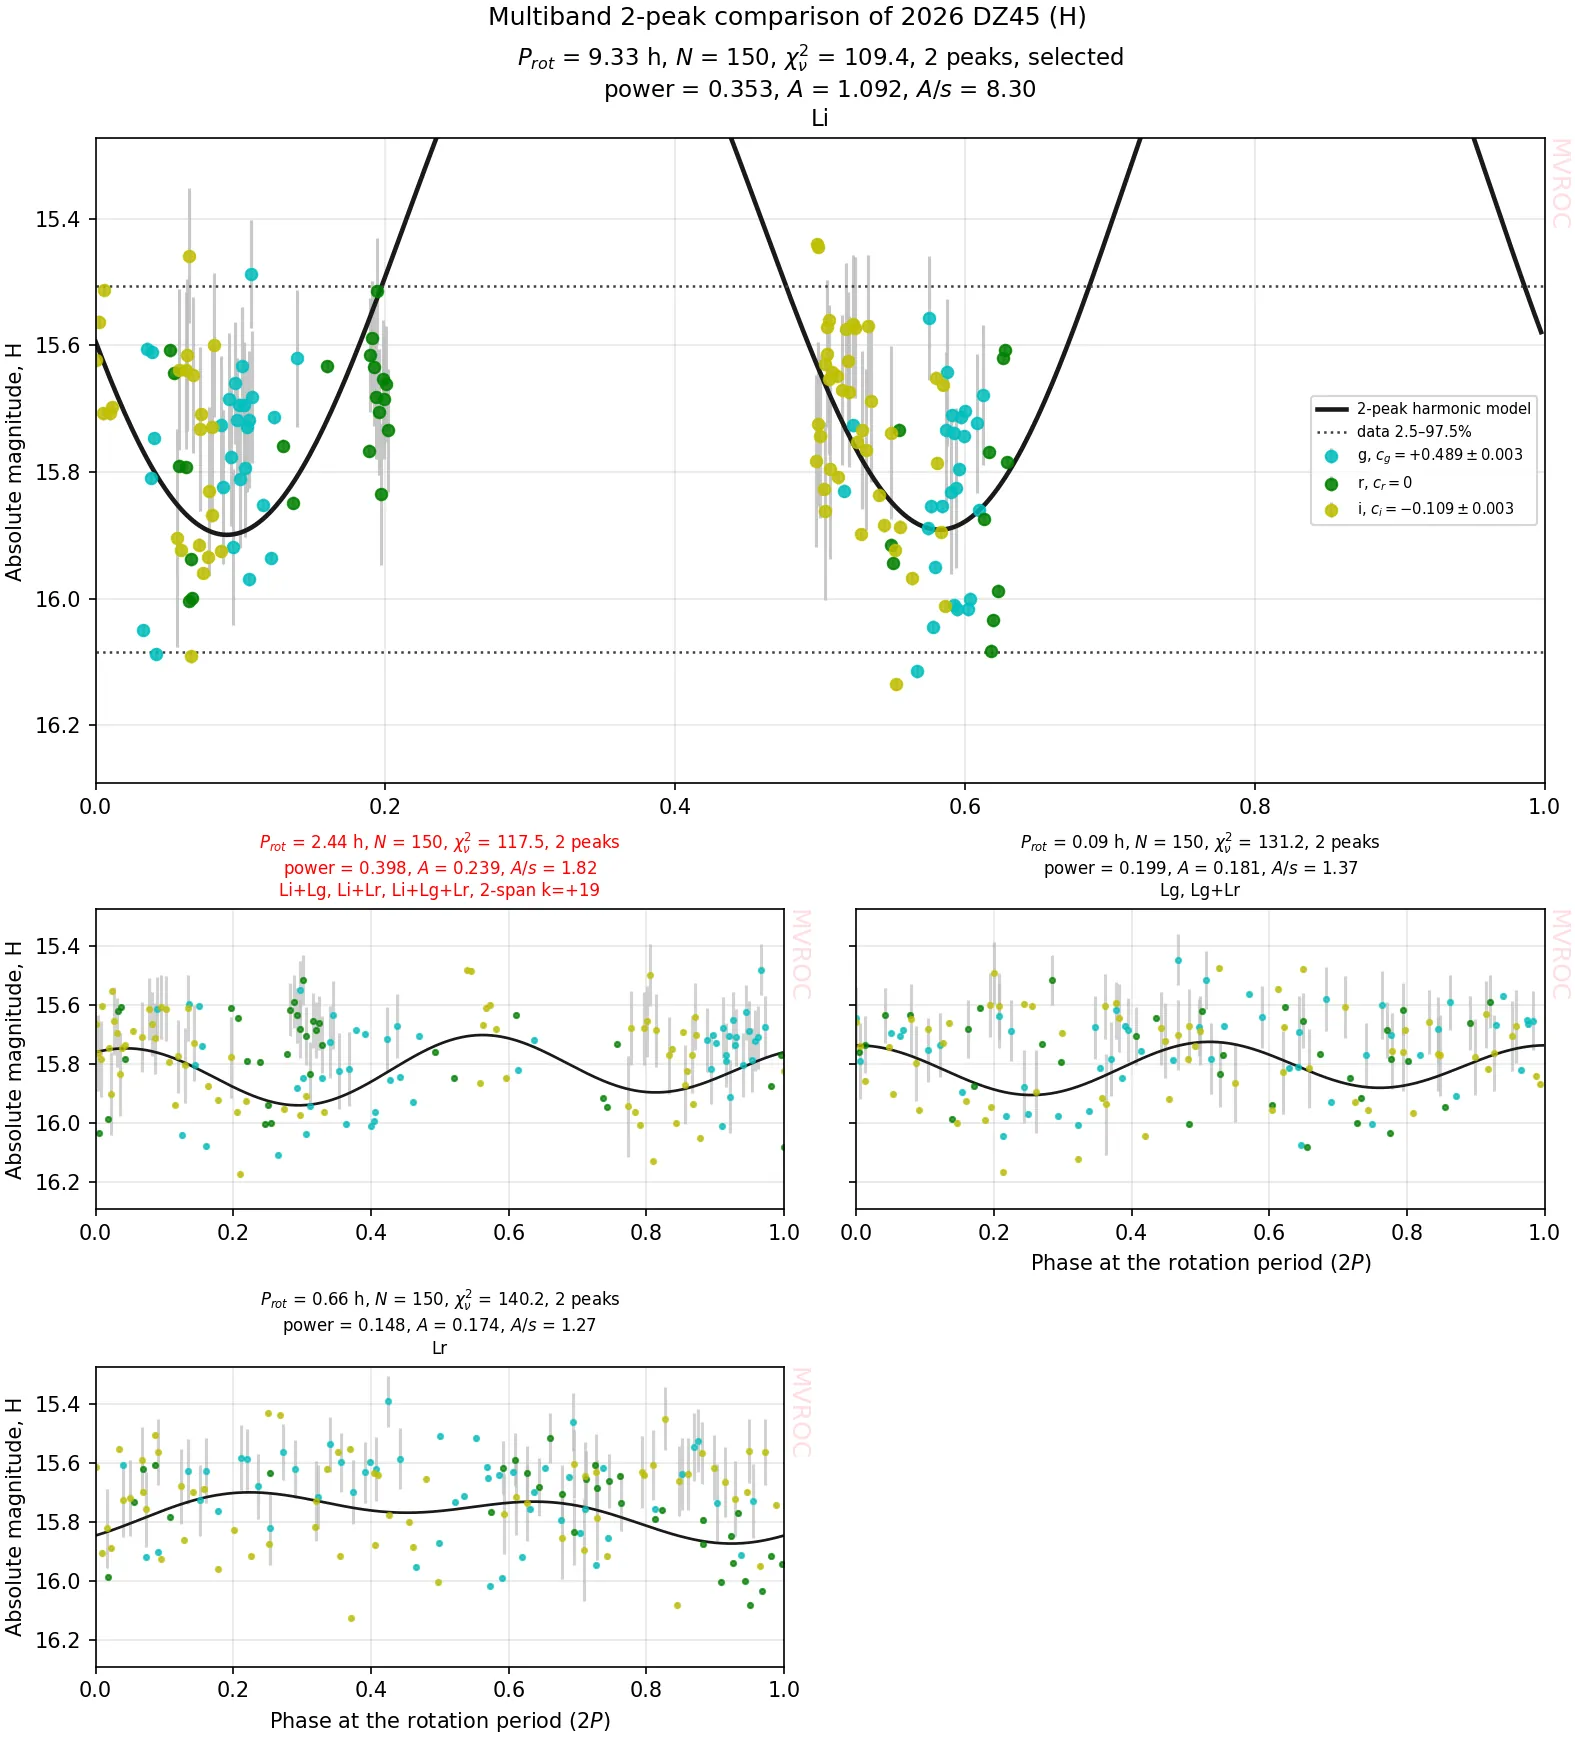 Multiband 2-peak comparison of 2026 DZ45 (H)
P_rot = 9.33 h, N = 150, χ²_ν = 109.4, 2 peaks, selected
power = 0.353, A = 1.092, A/s = 8.30
Li
MVROC
Absolute magnitude, H
15.4
15.6
15.8
16.0
16.2
2-peak harmonic model
data 2.5–97.5%
g, c_g = +0.489 ± 0.003
r, c_r = 0
i, c_i = −0.109 ± 0.003
0.0 0.2 0.4 0.6 0.8 1.0
P_rot = 2.44 h, N = 150, χ²_ν = 117.5, 2 peaks
power = 0.398, A = 0.239, A/s = 1.82
Li+Lg, Li+Lr, Li+Lg+Lr, 2-span k=+19
MVROC
Absolute magnitude, H
15.4
15.6
15.8
16.0
16.2
0.0 0.2 0.4 0.6 0.8 1.0
P_rot = 0.09 h, N = 150, χ²_ν = 131.2, 2 peaks
power = 0.199, A = 0.181, A/s = 1.37
Lg, Lg+Lr
MVROC
0.0 0.2 0.4 0.6 0.8 1.0
Phase at the rotation period (2P)
P_rot = 0.66 h, N = 150, χ²_ν = 140.2, 2 peaks
power = 0.148, A = 0.174, A/s = 1.27
Lr
MVROC
Absolute magnitude, H
15.4
15.6
15.8
16.0
16.2
0.0 0.2 0.4 0.6 0.8 1.0
Phase at the rotation period (2P)